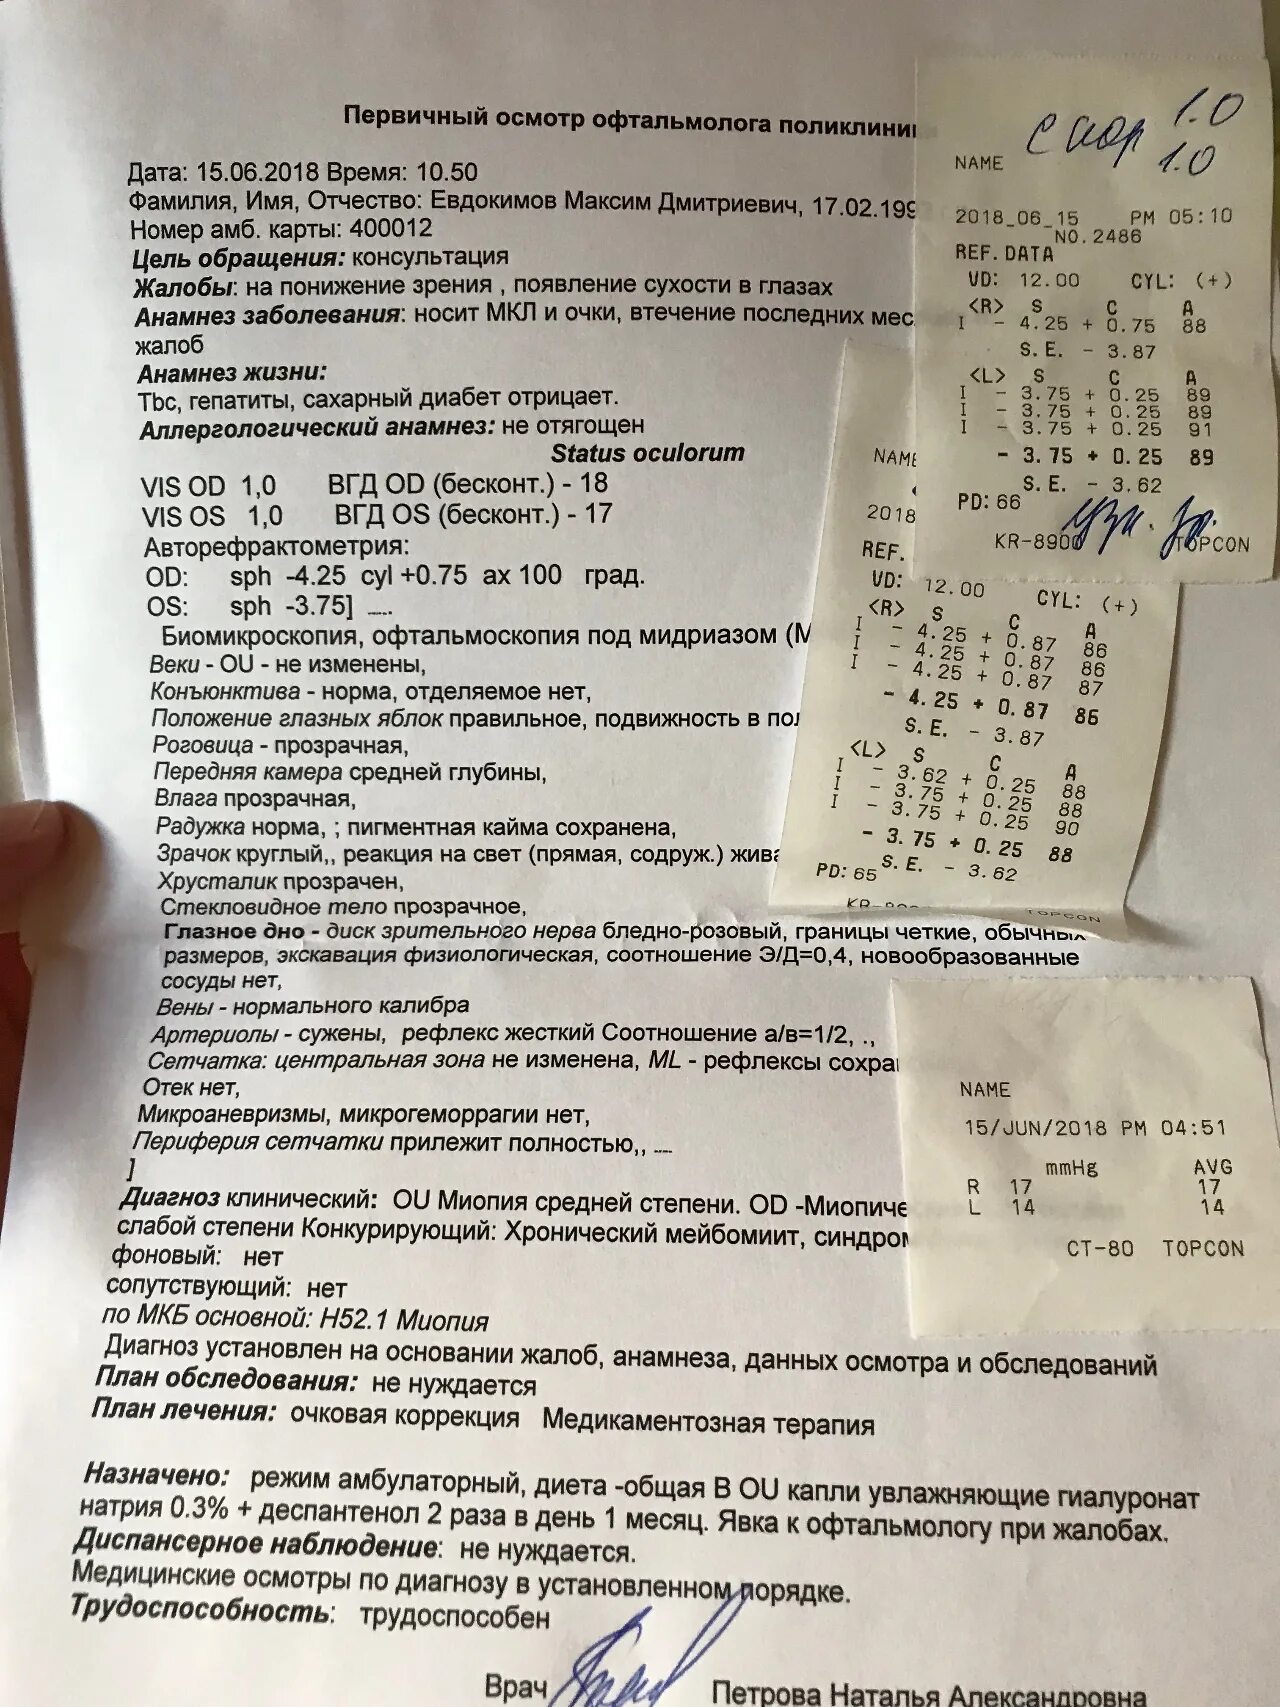 Первичный осмотр офтальмолога поликлини
Дата: 15.06.2018 Время: 10.50
Фамилия, Имя, Отчество: Евдокимов Максим Дмитриевич, 17.02.199
Номер амб. карты: 400012
Цель обращения: консультация
Жалобы: на понижение зрения , появление сухости в глазах
Анамнез заболевания: носит МКЛ и очки, втечение последних мес
жалоб
Анамнез жизни:
Tbc, гепатиты, сахарный диабет отрицает.
Аллергологический анамнез: не отягощен
Status oculorum
VIS OD 1,0 ВГД OD (бесконт.) - 18
VIS OS 1,0 ВГД OS (бесконт.) - 17
Авторефрактометрия:
OD: sph -4.25 cyl +0.75 ax 100 град.
OS: sph -3.75] ....
Биомикроскопия, офтальмоскопия под мидриазом (М
Веки - OU - не изменены,
Конъюнктива - норма, отделяемое нет,
Положение глазных яблок правильное, подвижность в по
Роговица - прозрачная,
Передняя камера средней глубины,
Влага прозрачная,
Радужка норма, ; пигментная кайма сохранена,
Зрачок круглый,, реакция на свет (прямая, содруж.) жива
Хрусталик прозрачен,
Стекловидное тело прозрачное,
Глазное дно - диск зрительного нерва бледно-розовый, границы четкие, обычных
размеров, экскавация физиологическая, соотношение Э/Д=0,4, новообразованные
сосуды нет,
Вены - нормального калибра
Артериолы - сужены, рефлекс жесткий Соотношение а/в=1/2, .,
Сетчатка: центральная зона не изменена, ML - рефлексы сохра
Отек нет,
Микроаневризмы, микрогеморрагии нет,
Периферия сетчатки прилежит полностью,, ....
]
Диагноз клинический: OU Миопия средней степени. OD -Миопиче
слабой степени Конкурирующий: Хронический мейбомиит, синдром
фоновый: нет
сопутствующий: нет
по МКБ основной: H52.1 Миопия
Диагноз установлен на основании жалоб, анамнеза, данных осмотра и обследований
План обследования: не нуждается
План лечения: очковая коррекция Медикаментозная терапия
Назначено: режим амбулаторный, диета -общая В OU капли увлажняющие гиалуронат
натрия 0.3% + деспантенол 2 раза в день 1 месяц. Явка к офтальмологу при жалобах.
Диспансерное наблюдение: не нуждается.
Медицинские осмотры по диагнозу в установленном порядке.
Трудоспособность: трудоспособен
Врач Петрова Наталья Александровна
с кор 1.0
1.0
NAME
2018_06_15 PM 05:10
NO.2486
REF. DATA
VD: 12.00 CYL: (+)
<R> S C A
I - 4.25 + 0.75 88
S.E. - 3.87
<L> S C A
I - 3.75 + 0.25 89
I - 3.75 + 0.25 89
I - 3.75 + 0.25 91
- 3.75 + 0.25 89
S.E. - 3.62
PD: 66
KR-8900 TOPCON
NAME
2018
REF.
VD: 12.00 CYL: (+)
<R> S C A
I - 4.25 + 0.87 86
I - 4.25 + 0.87 86
I - 4.25 + 0.87 87
- 4.25 + 0.87 86
S.E. - 3.87
<L> S C A
I - 3.62 + 0.25 88
I - 3.75 + 0.25 88
I - 3.75 + 0.25 90
- 3.75 + 0.25 88
S.E. - 3.62
PD: 65
TOPCON
NAME
15/JUN/2018 PM 04:51
mmHg AVG
R 17 17
L 14 14
CT-80 TOPCON